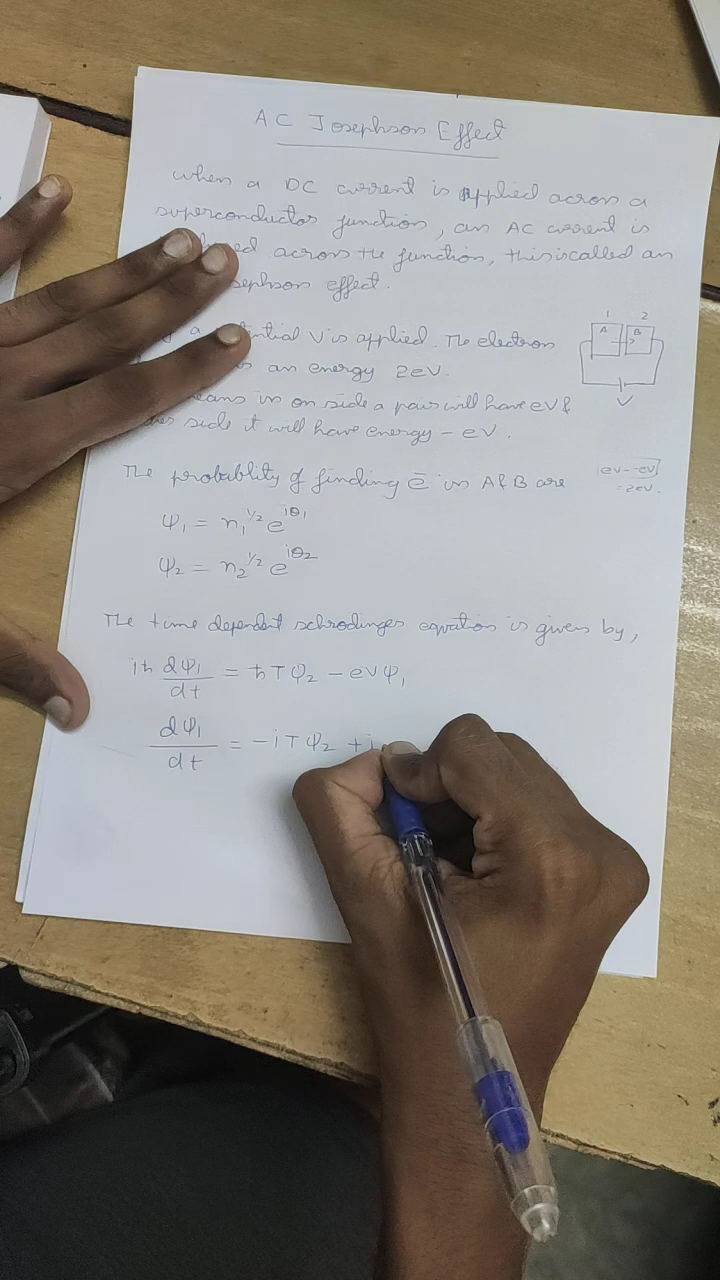 AC Josephson Effect
when a DC current is applied across a
superconductor junction, an AC current is
across the junction, this is called an
effect.
a V is applied. The electron
an energy 2eV.
in on side a pair will have eV &
side it will have energy - eV.
1 2
A B
V
The probablity of finding e̅ in A & B are
eV--eV
=2eV.
ψ₁ = n₁^1/2 e^iθ₁
ψ₂ = n₂^1/2 e^iθ₂
The time dependent schrodinger equation is given by,
iħ dψ₁/dt = ħTψ₂ - eVψ₁
dψ₁/dt = -iTψ₂ + i